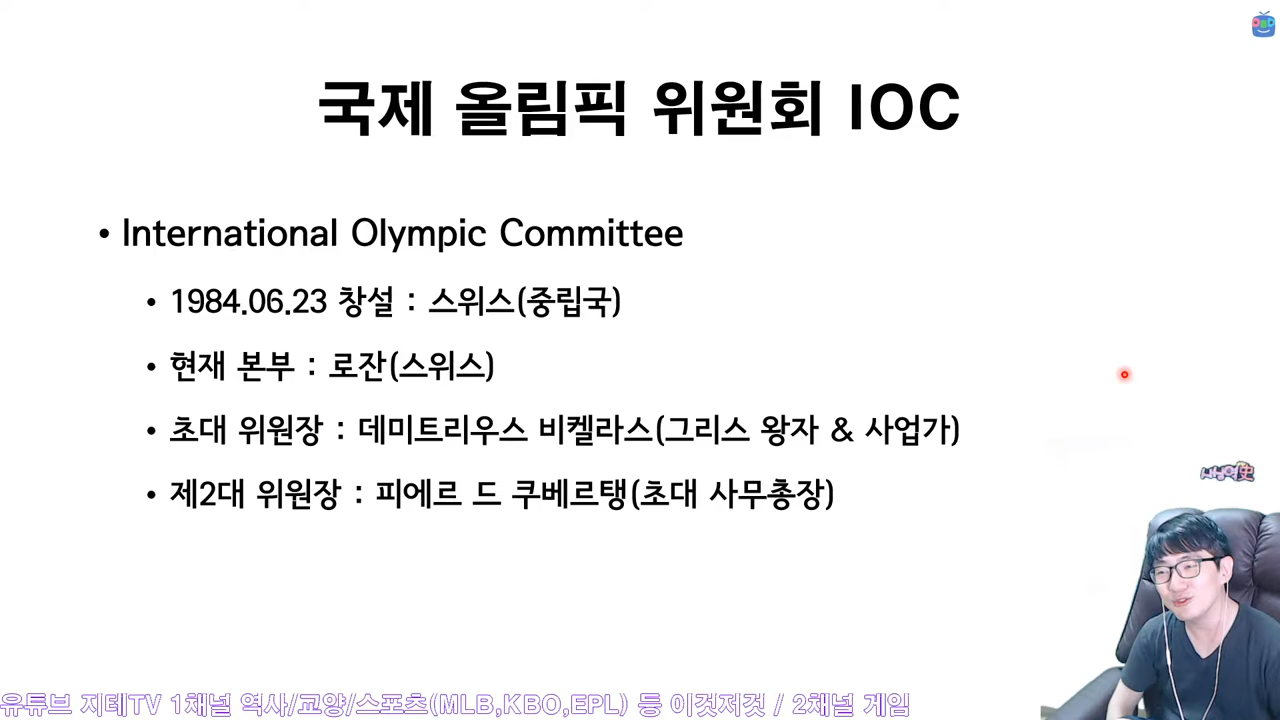 국제 올림픽 위원회 IOC
• International Olympic Committee
• 1984.06.23 창설 : 스위스(중립국)
• 현재 본부 : 로잔(스위스)
• 초대 위원장 : 데미트리우스 비켈라스(그리스 왕자 & 사업가)
• 제2대 위원장 : 피에르 드 쿠베르탱(초대 사무총장)
유튜브 지테TV 1채널 역사/교양/스포츠(MLB,KBO,EPL) 등 이것저것 / 2채널 게임